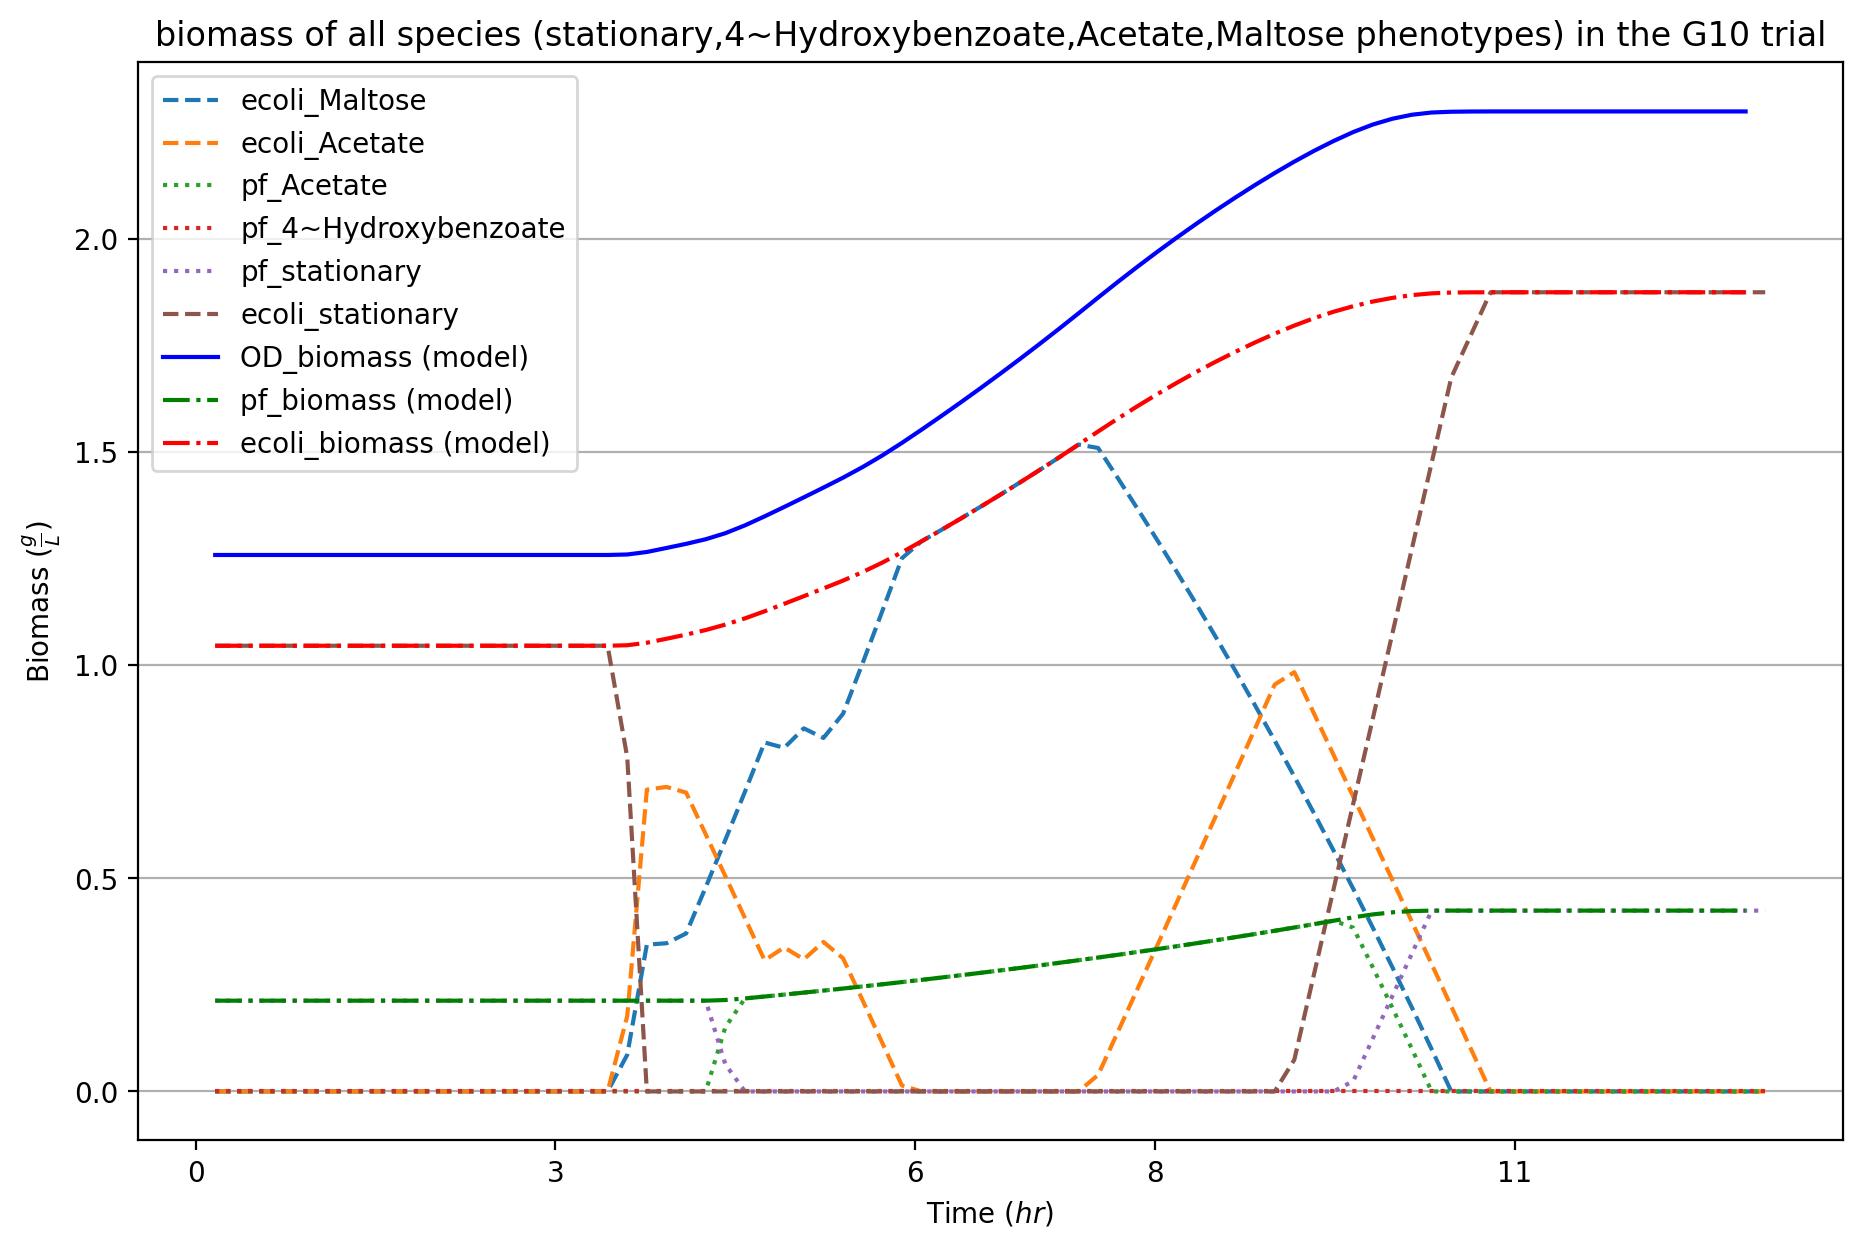 biomass of all species (stationary,4~Hydroxybenzoate,Acetate,Maltose phenotypes) in the G10 trial
ecoli_Maltose
ecoli_Acetate
pf_Acetate
pf_4~Hydroxybenzoate
pf_stationary
ecoli_stationary
OD_biomass (model)
pf_biomass (model)
ecoli_biomass (model)
2.0
1.5
1.0
0.5
0.0
Biomass (g/L)
0 3 6 8 11
Time (hr)